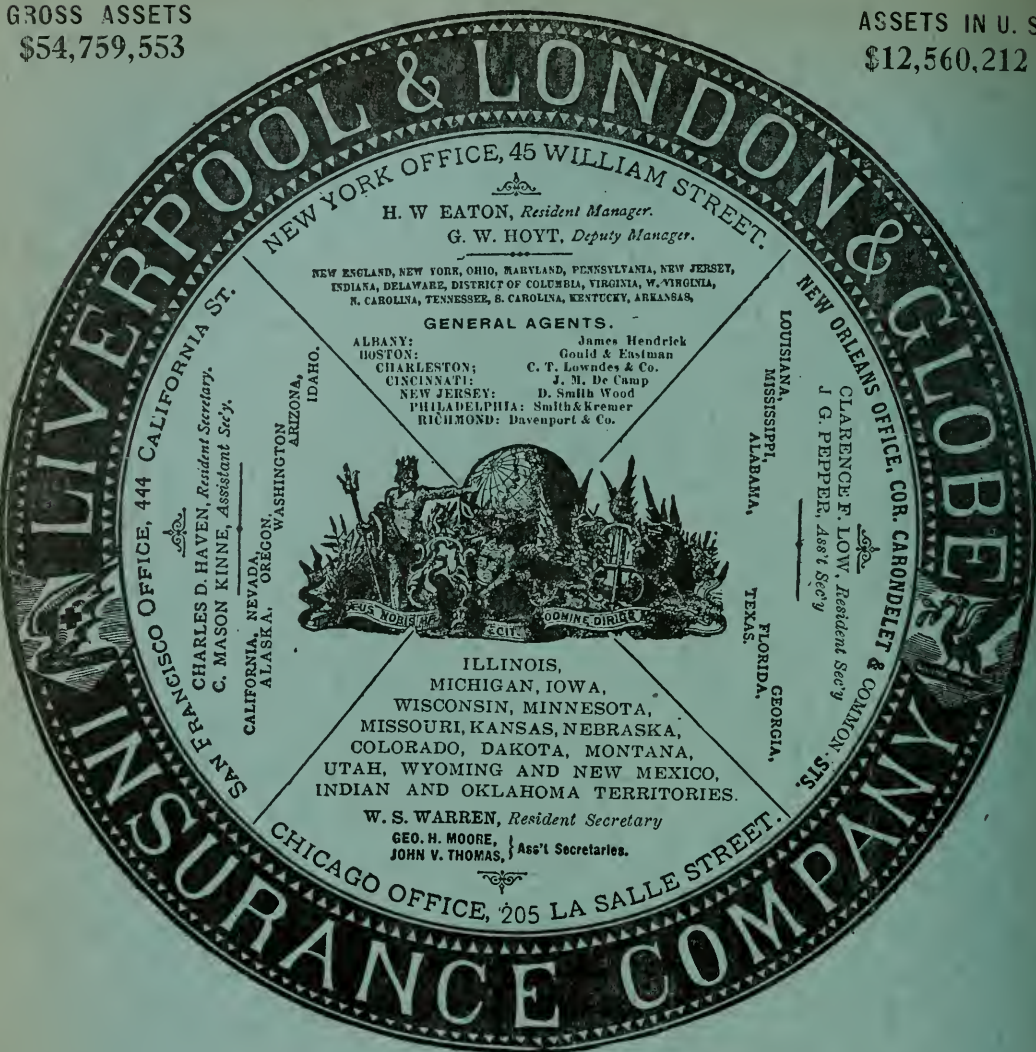 GROSS ASSETS
$54,759,553
ASSETS IN U. S
$12,560,212
LIVERPOOL & LONDON & GLOBE
INSURANCE COMPANY
NEW YORK OFFICE, 45 WILLIAM STREET.
H. W EATON, Resident Manager.
G. W. HOYT, Deputy Manager.
NEW ENGLAND, NEW YORK, OHIO, MARYLAND, PENNSYLVANIA, NEW JERSEY,
INDIANA, DELAWARE, DISTRICT OF COLUMBIA, VIRGINIA, W. VIRGINIA,
N. CAROLINA, TENNESSEE, S. CAROLINA, KENTUCKY, ARKANSAS,
GENERAL AGENTS.
ALBANY: James Hendrick
BOSTON: Gould & Eastman
CHARLESTON; C. T. Lowndes & Co.
CINCINNATI: J. M. De Camp
NEW JERSEY: D. Smith Wood
PHILADELPHIA: Smith & Kremer
RICHMOND: Davenport & Co.
NEW ORLEANS OFFICE, COR. CARONDELET & COMMON STS.
CLARENCE F. LOW, Resident Sec'y
J G. PEPPER, Ass't Sec'y
LOUISIANA,
MISSISSIPPI,
ALABAMA,
TEXAS.
FLORIDA,
GEORGIA,
SAN FRANCISCO OFFICE, 444 CALIFORNIA ST.
CHARLES D. HAVEN, Resident Secretary.
C. MASON KINNE, Assistant Sec'y.
CALIFORNIA, NEVADA,
ALASKA, OREGON,
WASHINGTON
ARIZONA,
IDAHO.
EUS NOBIS HÆ ECIT DOMINE DIRIGE N
ILLINOIS,
MICHIGAN, IOWA,
WISCONSIN, MINNESOTA,
MISSOURI, KANSAS, NEBRASKA,
COLORADO, DAKOTA, MONTANA,
UTAH, WYOMING AND NEW MEXICO,
INDIAN AND OKLAHOMA TERRITORIES.
W. S. WARREN, Resident Secretary
GEO. H. MOORE,
JOHN V. THOMAS, } Ass't Secretaries.
CHICAGO OFFICE, 205 LA SALLE STREET.